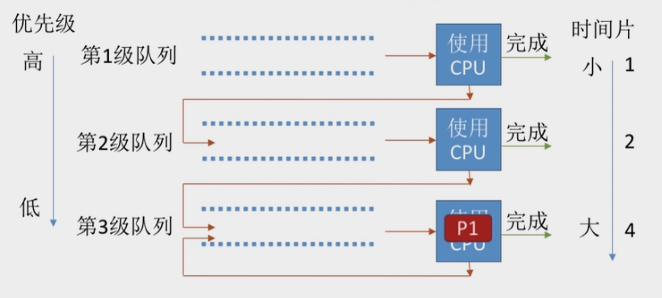 优先级
高
第1级队列
使用
CPU
完成
时间片
小 1
第2级队列
使用
CPU
完成
2
低
第3级队列
使用
P1
CPU
完成
大 4